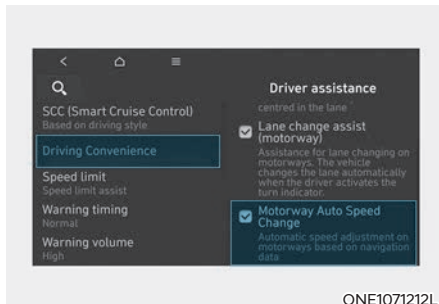 Driver assistance
SCC (Smart Cruise Control)
Based on driving style
Driving Convenience
Speed limit
Speed limit assist
Warning timing
Normal
Warning volume
High
centred in the lane
Lane change assist
(motorway)
Assistance for lane changing on
motorways. The vehicle
changes the lane automatically
when the driver activates the
turn indicator.
Motorway Auto Speed
Change
Automatic speed adjustment on
motorways based on navigation
data
ONE1071212L